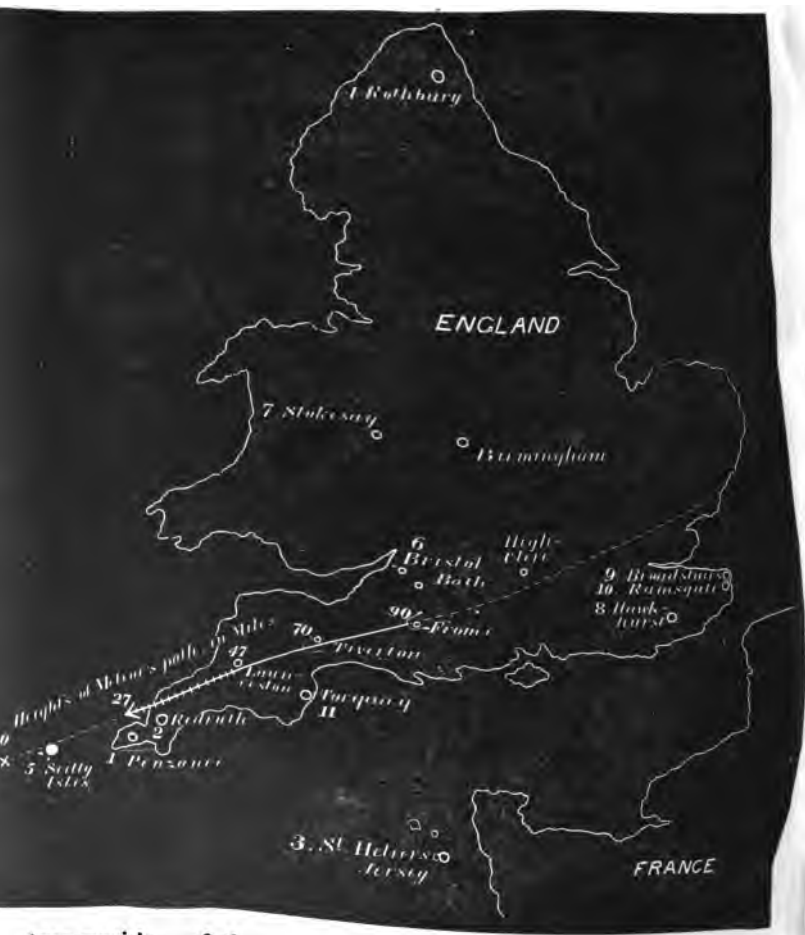 4 Rothbury
ENGLAND
7 Stokesay
Birmingham
6
Bristol
Bath
High-
clere
9 Broadstairs
10. Ramsgate
8 Hawk-
hurst
90
Frome
70
Tiverton
47
Laun-
ceston
Heights of Meteor's path, in Miles
27
Torquay
11
Redruth
2
1 Penzance
0
x
5 Scilly
Isles
3. St Heliers
Jersey
FRANCE